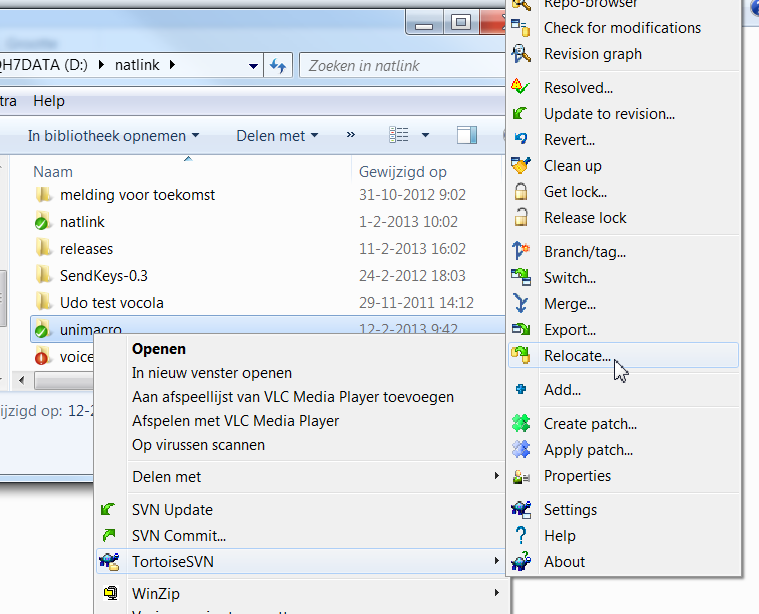 QH7DATA (D:) natlink
Zoeken in natlink
tra Help
In bibliotheek opnemen Delen met »
Naam Gewijzigd op
melding voor toekomst 31-10-2012 9:02
natlink 1-2-2013 10:02
releases 11-2-2013 16:02
SendKeys-0.3 24-2-2012 18:03
Udo test vocola 29-11-2011 14:12
unimacro 12-2-2013 9:42
voice
ijzigd op: 12-2
Openen
In nieuw venster openen
Aan afspeellijst van VLC Media Player toevoegen
Afspelen met VLC Media Player
Op virussen scannen
Delen met
SVN Update
SVN Commit...
TortoiseSVN
WinZip
Repo-browser
Check for modifications
Revision graph
Resolved...
Update to revision...
Revert...
Clean up
Get lock...
Release lock
Branch/tag...
Switch...
Merge...
Export...
Relocate...
Add...
Create patch...
Apply patch...
Properties
Settings
Help
About